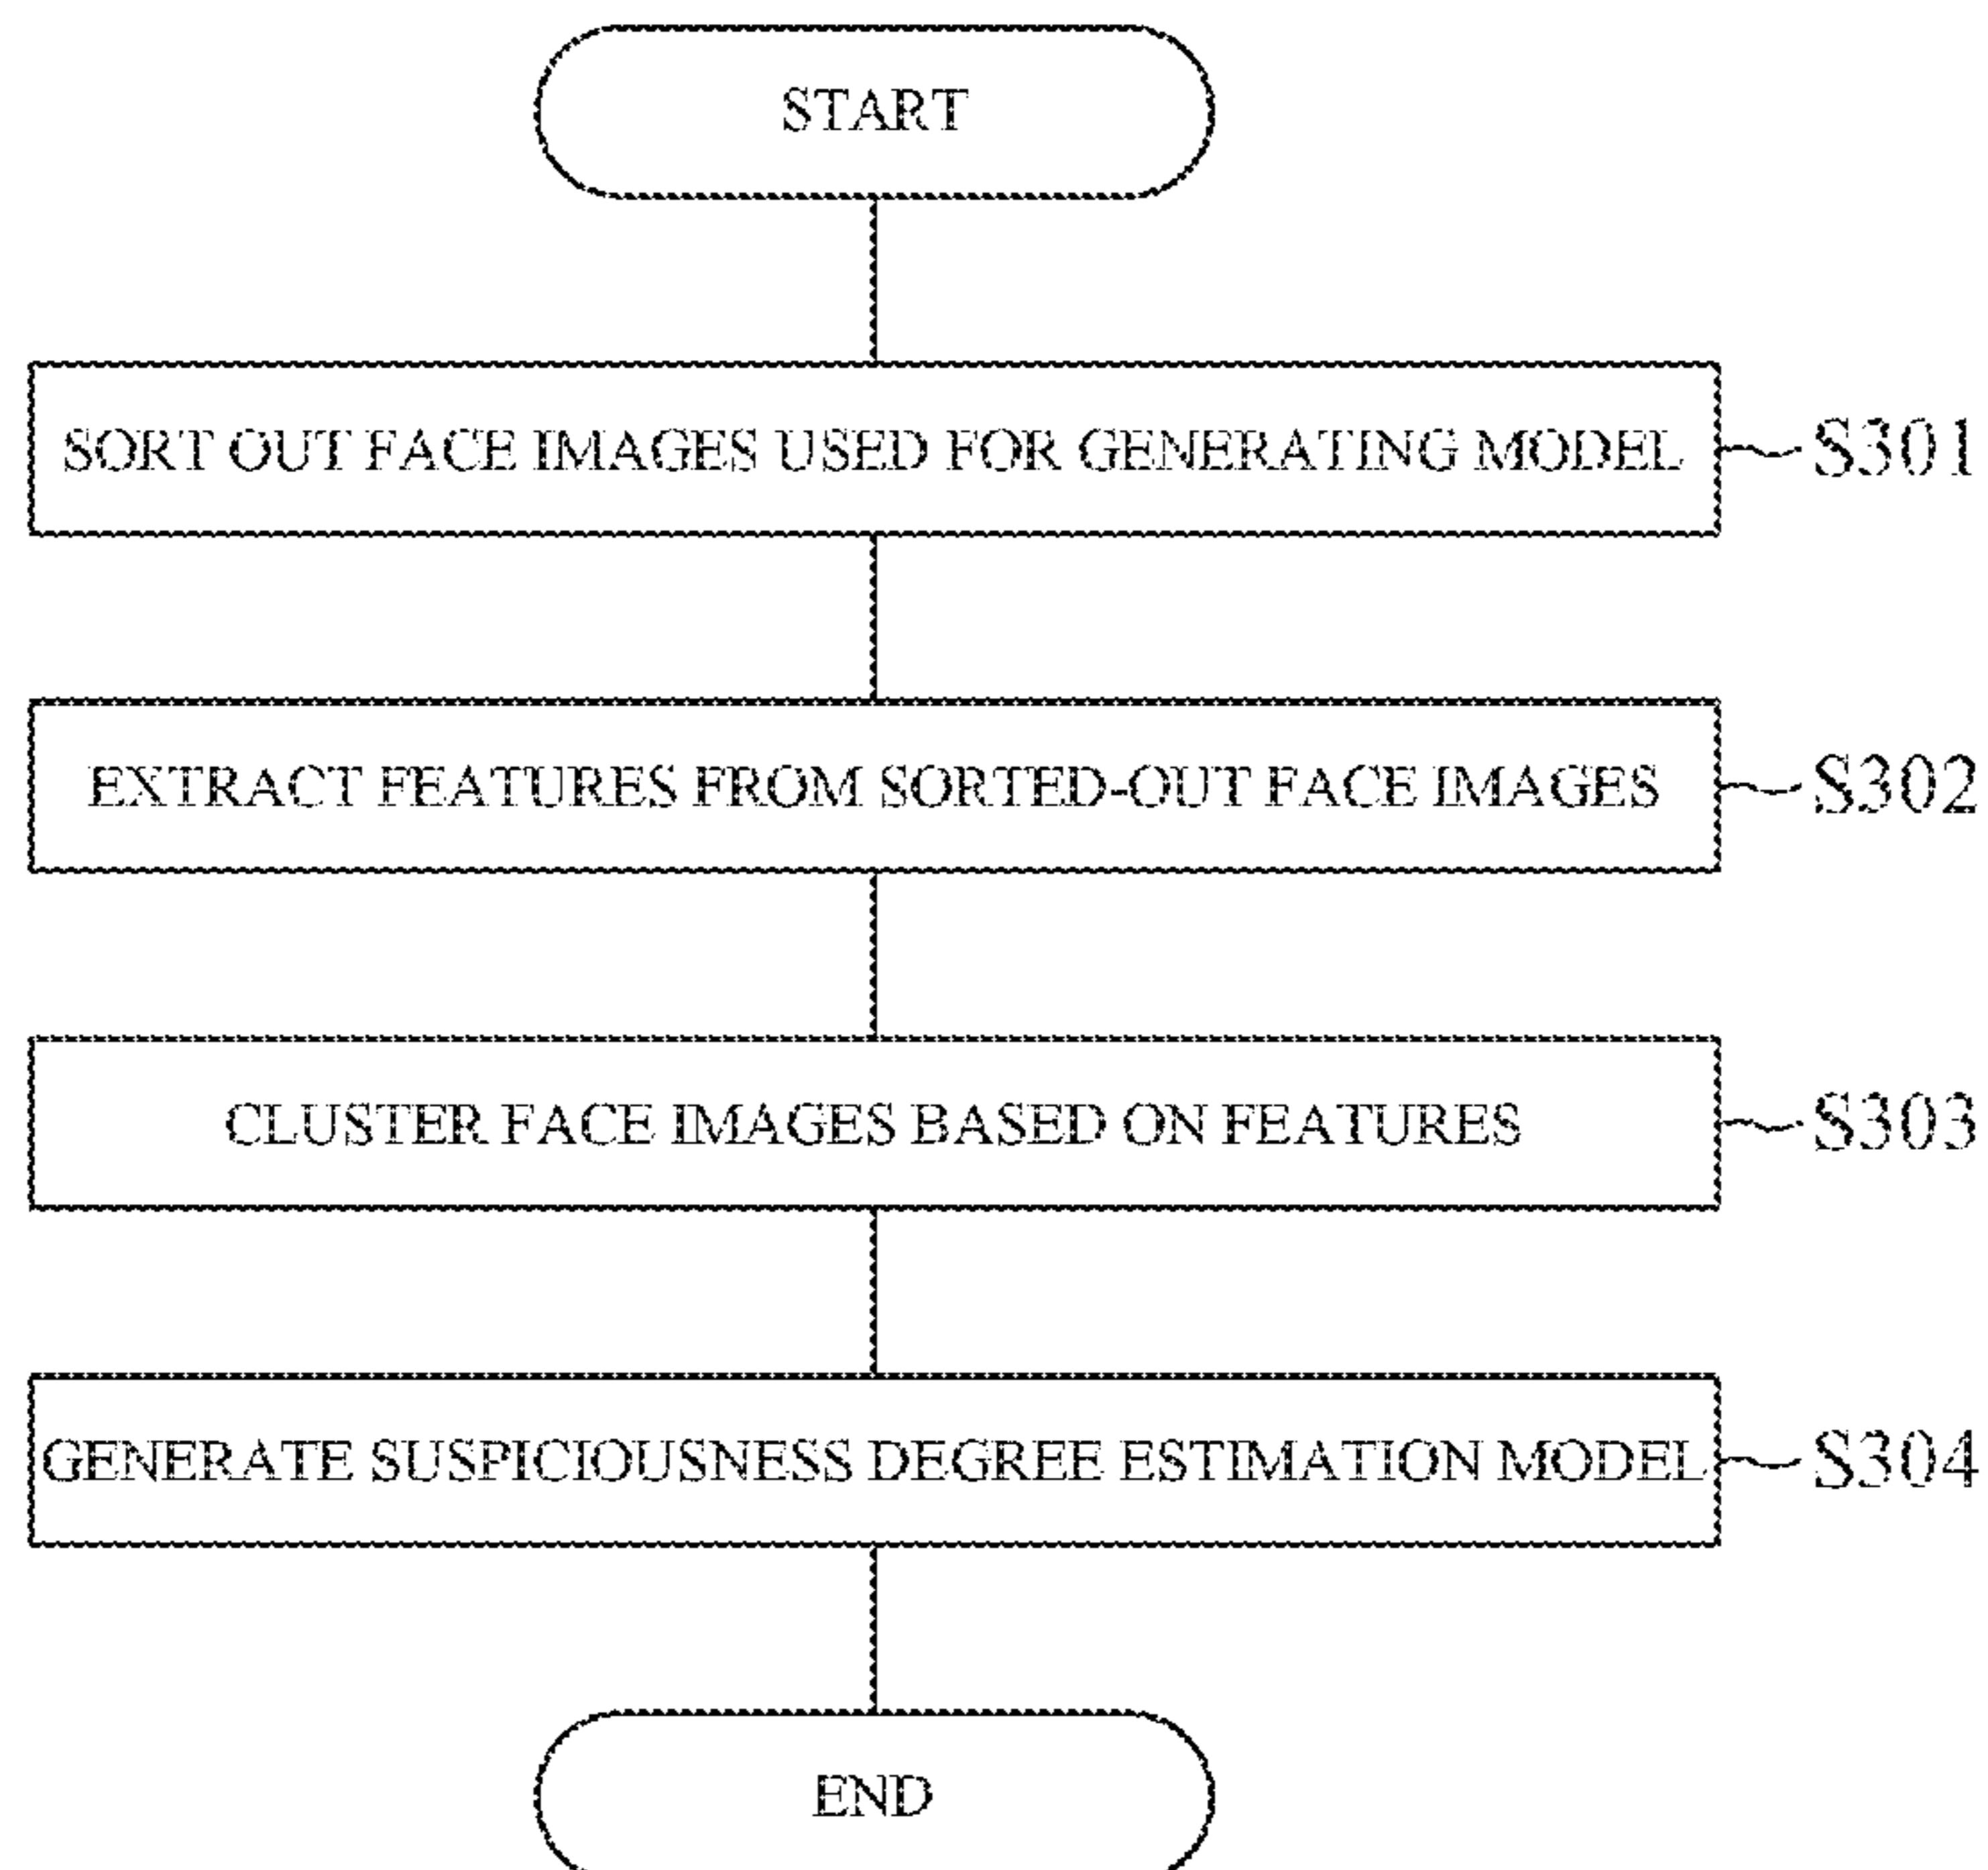 START
SORT OUT FACE IMAGES USED FOR GENERATING MODEL
S301
EXTRACT FEATURES FROM SORTED-OUT FACE IMAGES
S302
CLUSTER FACE IMAGES BASED ON FEATURES
S303
GENERATE SUSPICIOUSNESS DEGREE ESTIMATION MODEL
S304
END